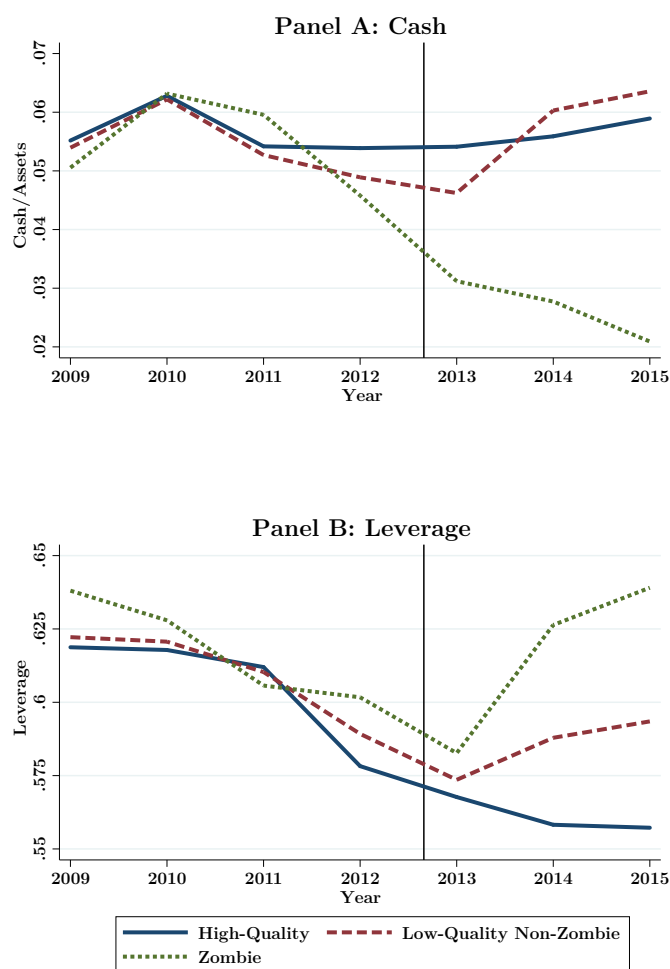 Panel A: Cash
.07
.06
.05
.04
.03
.02
Cash/Assets
2009 2010 2011 2012 2013 2014 2015
Year
Panel B: Leverage
.65
.625
.6
.575
.55
Leverage
2009 2010 2011 2012 2013 2014 2015
Year
High-Quality Low-Quality Non-Zombie
Zombie